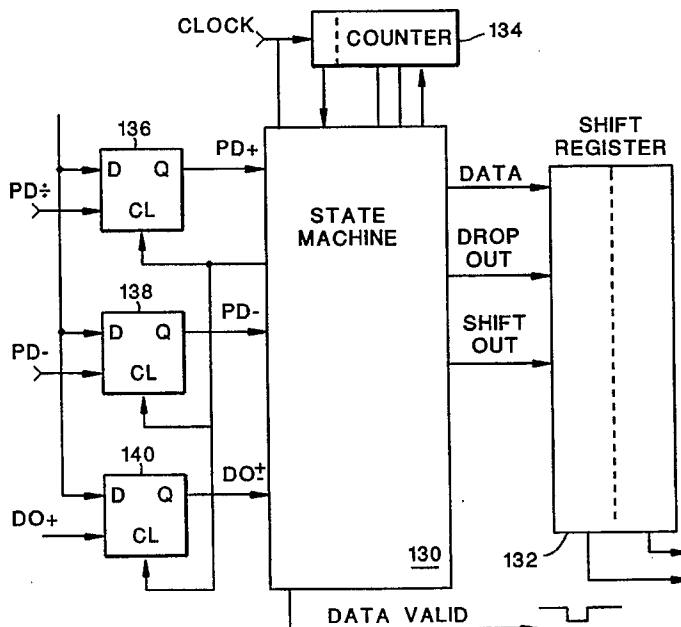 CLOCK
COUNTER
134
136
D Q
CL
PD+
PD÷
138
D Q
CL
PD-
PD-
140
D Q
CL
DO±
DO+
STATE
MACHINE
130
SHIFT
REGISTER
DATA
DROP
OUT
SHIFT
OUT
132
DATA VALID